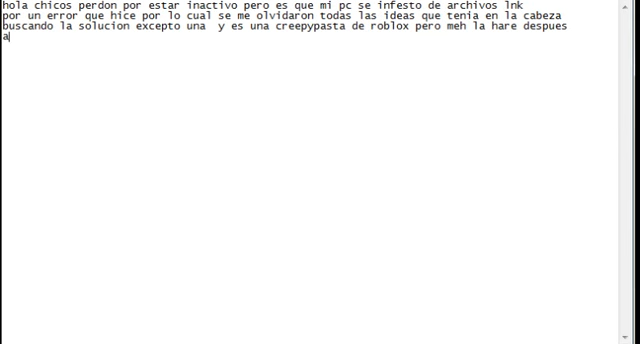 hola chicos perdon por estar inactivo pero es que mi pc se infesto de archivos lnk
por un error que hice por lo cual se me olvidaron todas las ideas que tenia en la cabeza
buscando la solucion excepto una  y es una creepypasta de roblox pero meh la hare despues
a